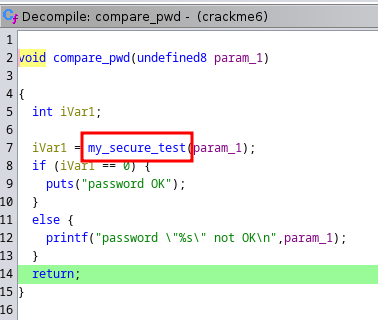 Decompile: compare_pwd - (crackme6)
1
2 void compare_pwd(undefined8 param_1)
3
4 {
5 int iVar1;
6
7 iVar1 = my_secure_test(param_1);
8 if (iVar1 == 0) {
9 puts("password OK");
10 }
11 else {
12 printf("password \"%s\" not OK\n",param_1);
13 }
14 return;
15 }
16